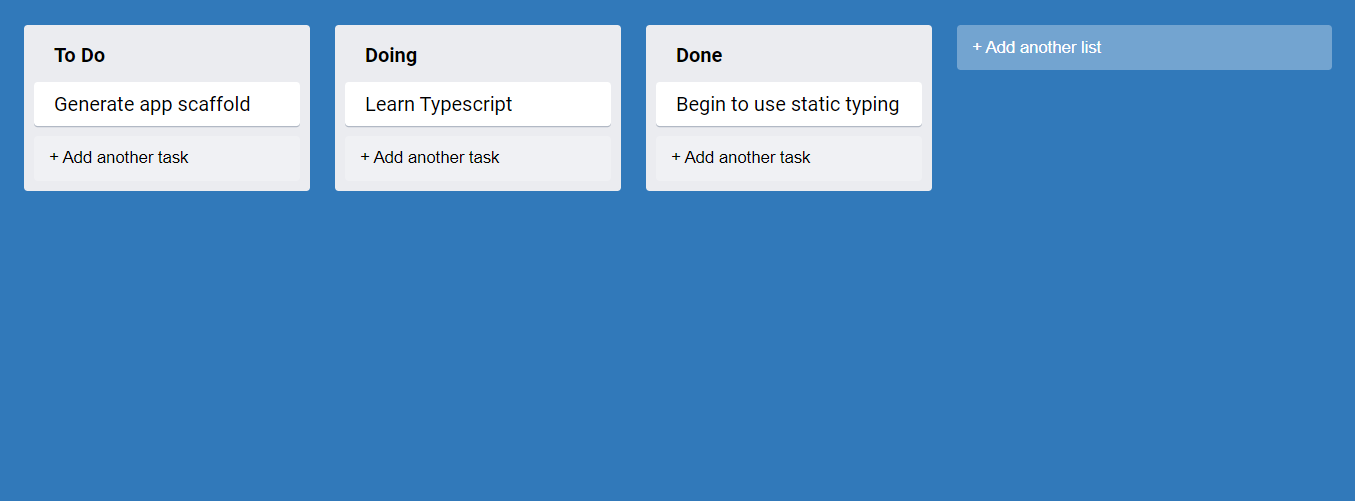 To Do
Generate app scaffold
+ Add another task
Doing
Learn Typescript
+ Add another task
Done
Begin to use static typing
+ Add another task
+ Add another list